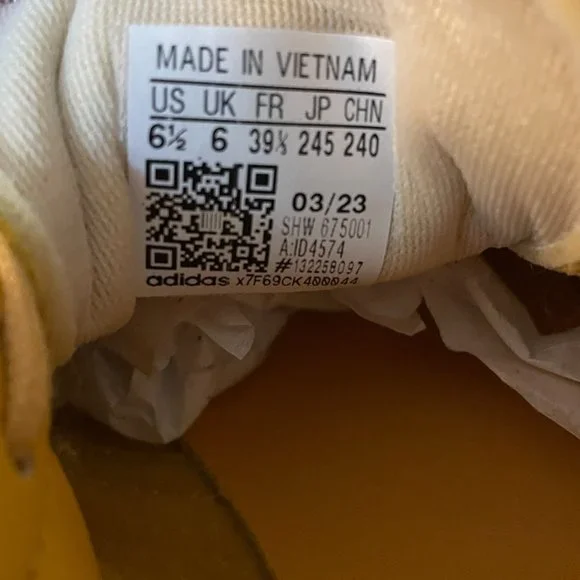 MADE IN VIETNAM
US UK FR JP CHN
6½ 6 39⅓ 245 240
03/23
SHW 675001
A:ID4574
#132258097
adidas x7F69CK400044